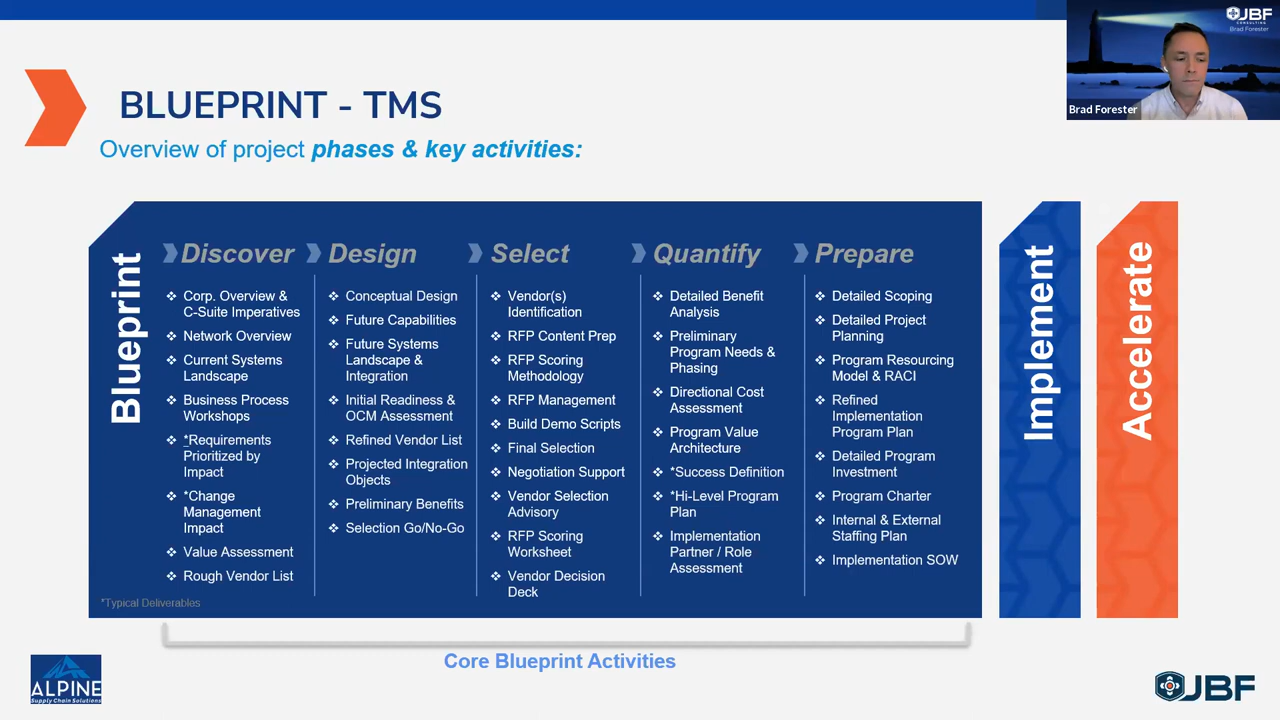 JBF
CONSULTING
Brad Forester
Brad Forester
BLUEPRINT - TMS
Overview of project phases & key activities:
Blueprint
Discover
❖ Corp. Overview &
C-Suite Imperatives
❖ Network Overview
❖ Current Systems
Landscape
❖ Business Process
Workshops
❖ *Requirements
Prioritized by
Impact
❖ *Change
Management
Impact
❖ Value Assessment
❖ Rough Vendor List
*Typical Deliverables
Design
❖ Conceptual Design
❖ Future Capabilities
❖ Future Systems
Landscape &
Integration
❖ Initial Readiness &
OCM Assessment
❖ Refined Vendor List
❖ Projected Integration
Objects
❖ Preliminary Benefits
❖ Selection Go/No-Go
Select
❖ Vendor(s)
Identification
❖ RFP Content Prep
❖ RFP Scoring
Methodology
❖ RFP Management
❖ Build Demo Scripts
❖ Final Selection
❖ Negotiation Support
❖ Vendor Selection
Advisory
❖ RFP Scoring
Worksheet
❖ Vendor Decision
Deck
Quantify
❖ Detailed Benefit
Analysis
❖ Preliminary
Program Needs &
Phasing
❖ Directional Cost
Assessment
❖ Program Value
Architecture
❖ *Success Definition
❖ *Hi-Level Program
Plan
❖ Implementation
Partner / Role
Assessment
Prepare
❖ Detailed Scoping
❖ Detailed Project
Planning
❖ Program Resourcing
Model & RACI
❖ Refined
Implementation
Program Plan
❖ Detailed Program
Investment
❖ Program Charter
❖ Internal & External
Staffing Plan
❖ Implementation SOW
Implement
Accelerate
Core Blueprint Activities
ALPINE
Supply Chain Solutions
JBF